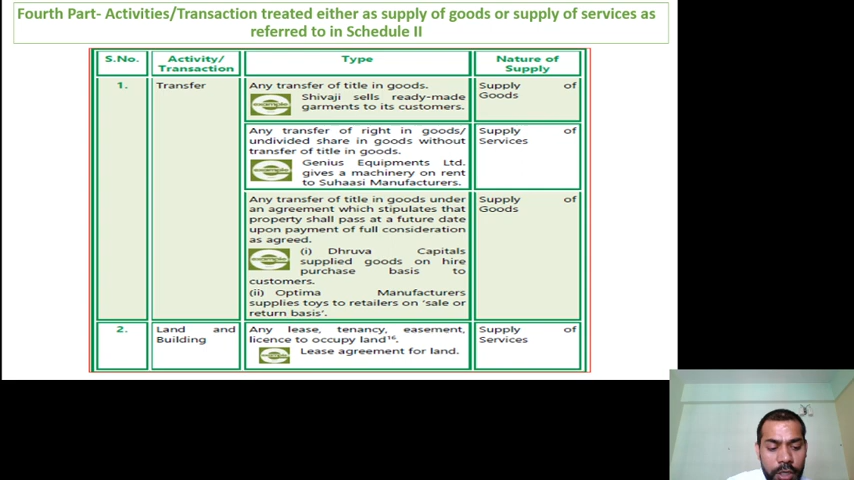 Fourth Part- Activities/Transaction treated either as supply of goods or supply of services as
referred to in Schedule II
S.No.
Activity/
Transaction
Type
Nature of
Supply
1.
Transfer
Any transfer of title in goods.
example
Shivaji sells ready-made
garments to its customers.
Supply of
Goods
Any transfer of right in goods/
undivided share in goods without
transfer of title in goods.
example
Genius Equipments Ltd.
gives a machinery on rent
to Suhaasi Manufacturers.
Supply of
Services
Any transfer of title in goods under
an agreement which stipulates that
property shall pass at a future date
upon payment of full consideration
as agreed.
example
(i) Dhruva Capitals
supplied goods on hire
purchase basis to
customers.
(ii) Optima Manufacturers
supplies toys to retailers on ‘sale or
return basis’.
Supply of
Goods
2.
Land and
Building
Any lease, tenancy, easement,
licence to occupy land¹⁶.
example
Lease agreement for land.
Supply of
Services